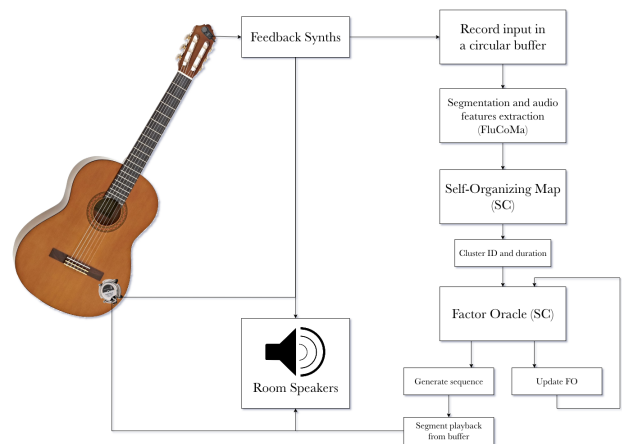 Feedback Synths
Record input in
a circular buffer
Segmentation and audio
features extraction
(FluCoMa)
Self-Organizing Map
(SC)
Cluster ID and duration
Factor Oracle (SC)
Room Speakers
Generate sequence
Update FO
Segment playback
from buffer